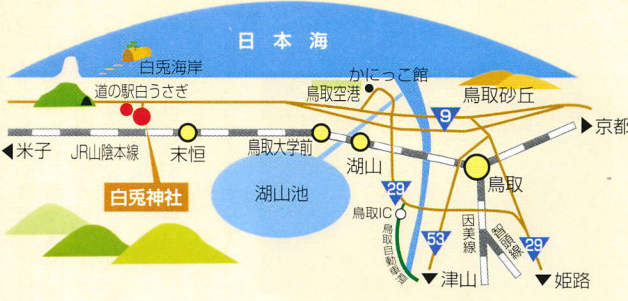 日本海
白兎海岸
かにっこ館
道の駅白うさぎ
鳥取空港
鳥取砂丘
9
京都
米子
JR山陰本線
末恒
鳥取大学前
湖山
鳥取
白兎神社
湖山池
29
鳥取IC
鳥取自動車道
53
因美線
智頭線
29
津山
姫路